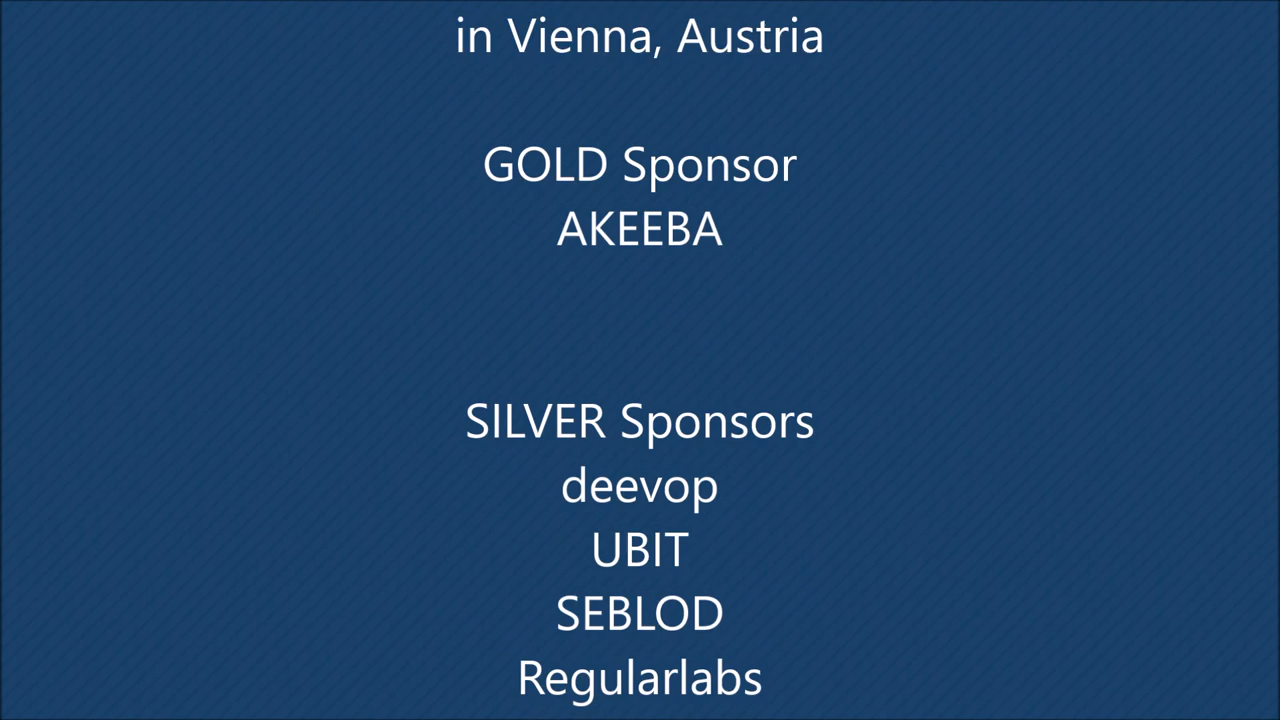 in Vienna, Austria
GOLD Sponsor
AKEEBA
SILVER Sponsors
deevop
UBIT
SEBLOD
Regularlabs